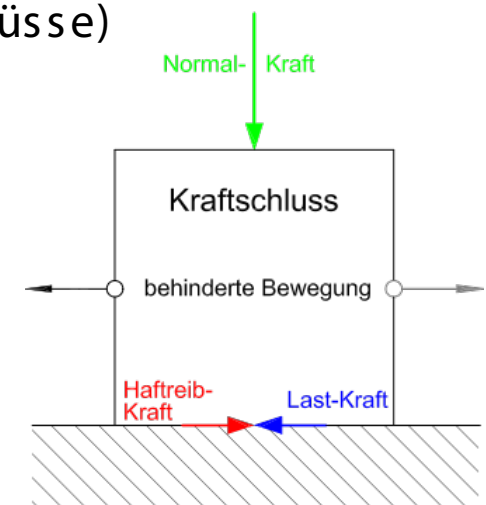 üsse)
Normal- Kraft
Kraftschluss
behinderte Bewegung
Haftreib-
Kraft
Last-Kraft